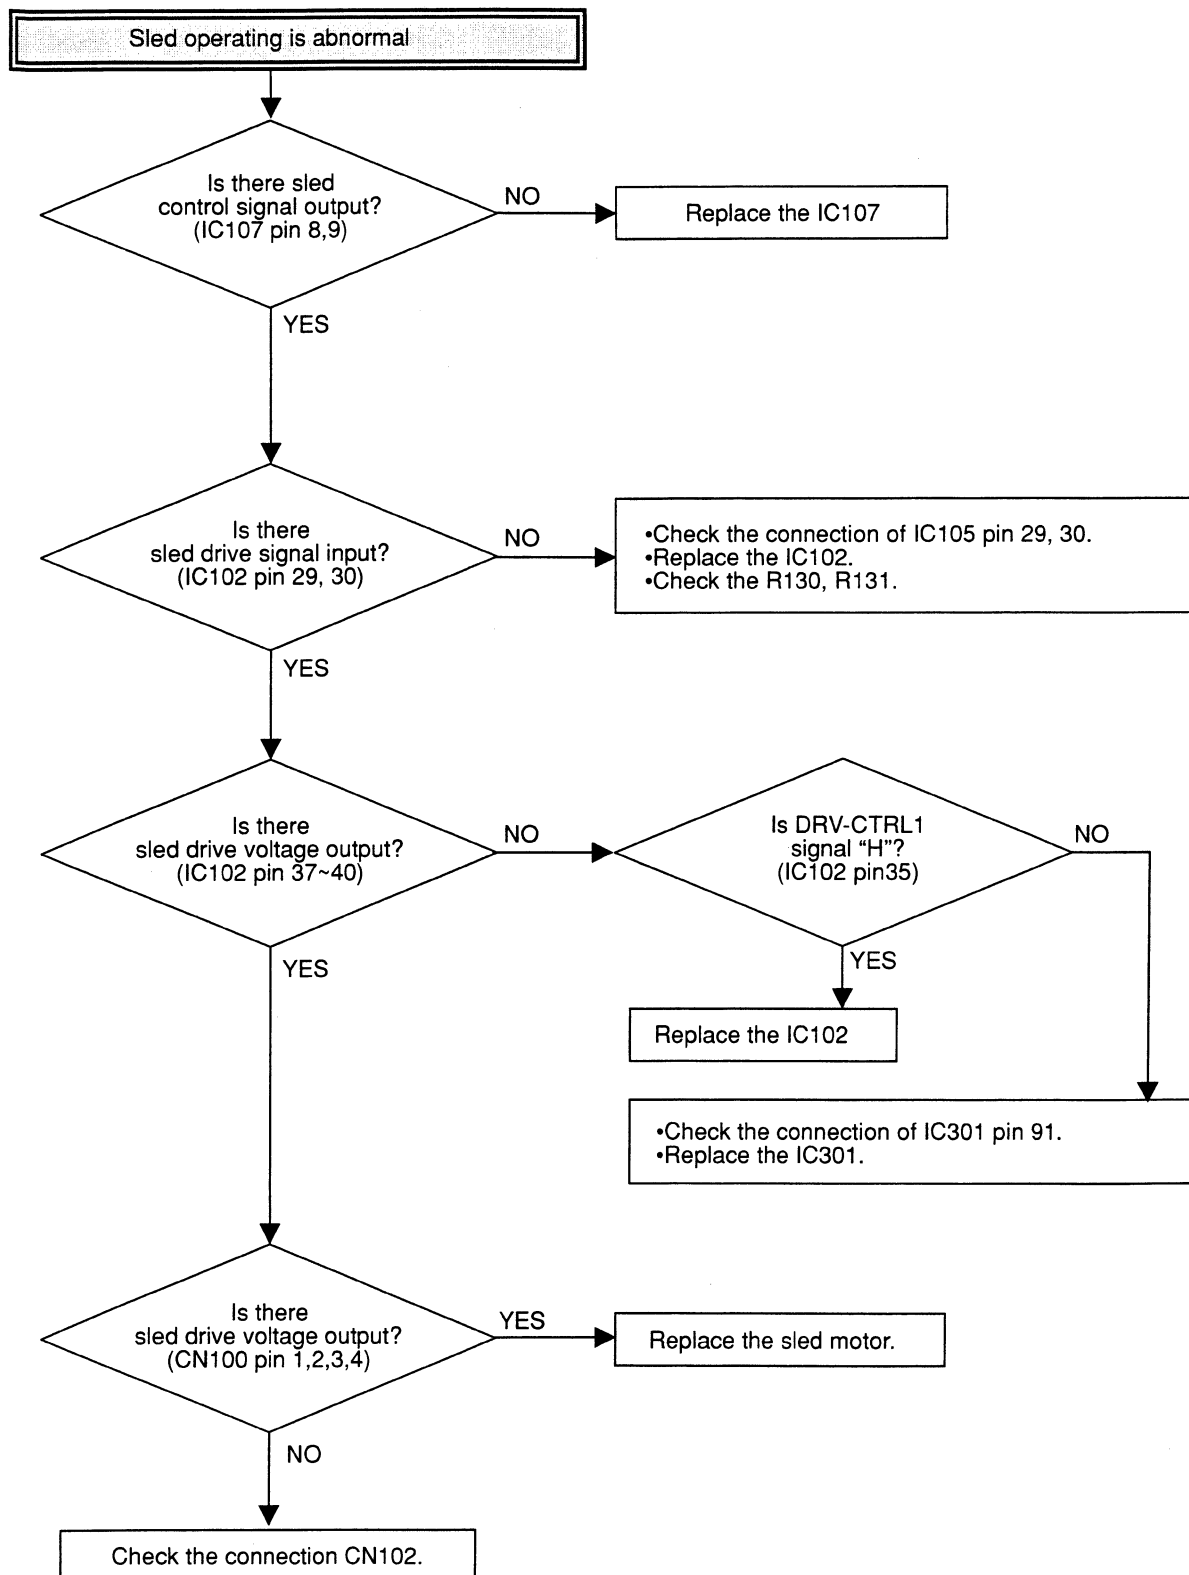 Sled operating is abnormal
Is there sled
control signal output?
(IC107 pin 8,9)
NO
Replace the IC107
YES
Is there
sled drive signal input?
(IC102 pin 29, 30)
NO
•Check the connection of IC105 pin 29, 30.
•Replace the IC102.
•Check the R130, R131.
YES
Is there
sled drive voltage output?
(IC102 pin 37~40)
NO
Is DRV-CTRL1
signal “H”?
(IC102 pin35)
NO
YES
YES
Replace the IC102
•Check the connection of IC301 pin 91.
•Replace the IC301.
Is there
sled drive voltage output?
(CN100 pin 1,2,3,4)
YES
Replace the sled motor.
NO
Check the connection CN102.